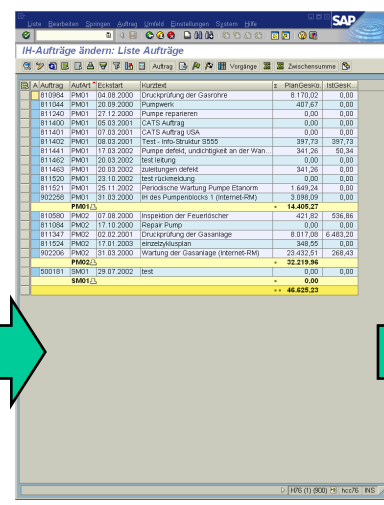 Liste Bearbeiten Springen Auftrag Umfeld Einstellungen System Hilfe
SAP
IH-Aufträge ändern: Liste Aufträge
Auftrag Vorgänge Zwischensumme
A Auftrag AufArt Eckstart Kurztext z PlanGesKo. IstGesK...
810984 PM01 04.08.2000 Druckprüfung der Gasrohre 8.170,02 0,00
811044 PM01 20.09.2000 Pumpwerk 407,67 0,00
811240 PM01 27.12.2000 Pumpe reparieren 0,00 0,00
811400 PM01 05.03.2001 CATS Auftrag 0,00 0,00
811401 PM01 07.03.2001 CATS Auftrag USA 0,00 0,00
811402 PM01 08.03.2001 Test - Info-Struktur S555 397,73 397,73
811441 PM01 17.03.2002 Pumpe defekt, undichtigkeit an der Wan... 341,26 50,34
811462 PM01 20.03.2002 test leitung 0,00 0,00
811463 PM01 20.03.2002 zuleitungen defekt 341,26 0,00
811520 PM01 23.10.2002 test rückmeldung 0,00 0,00
811521 PM01 25.11.2002 Periodische Wartung Pumpe Etanorm 1.649,24 0,00
902258 PM01 31.03.2000 IH des Pumpenblocks 1 (Internet-RM) 3.098,09 0,00
PM01 14.405,27
810580 PM02 07.08.2000 Inspektion der Feuerlöscher 421,82 536,86
811084 PM02 17.10.2000 Repair Pump 0,00 0,00
811347 PM02 02.02.2001 Druckprüfung der Gasanlage 8.017,08 6.483,20
811524 PM02 17.01.2003 einzelzyklusplan 348,55 0,00
902206 PM02 31.03.2000 Wartung der Gasanlage (Internet-RM) 23.432,51 268,43
PM02 32.219,96
500181 SM01 29.07.2002 test 0,00 0,00
SM01 0,00
46.625,23
H76 (1) (900) hcc76 INS